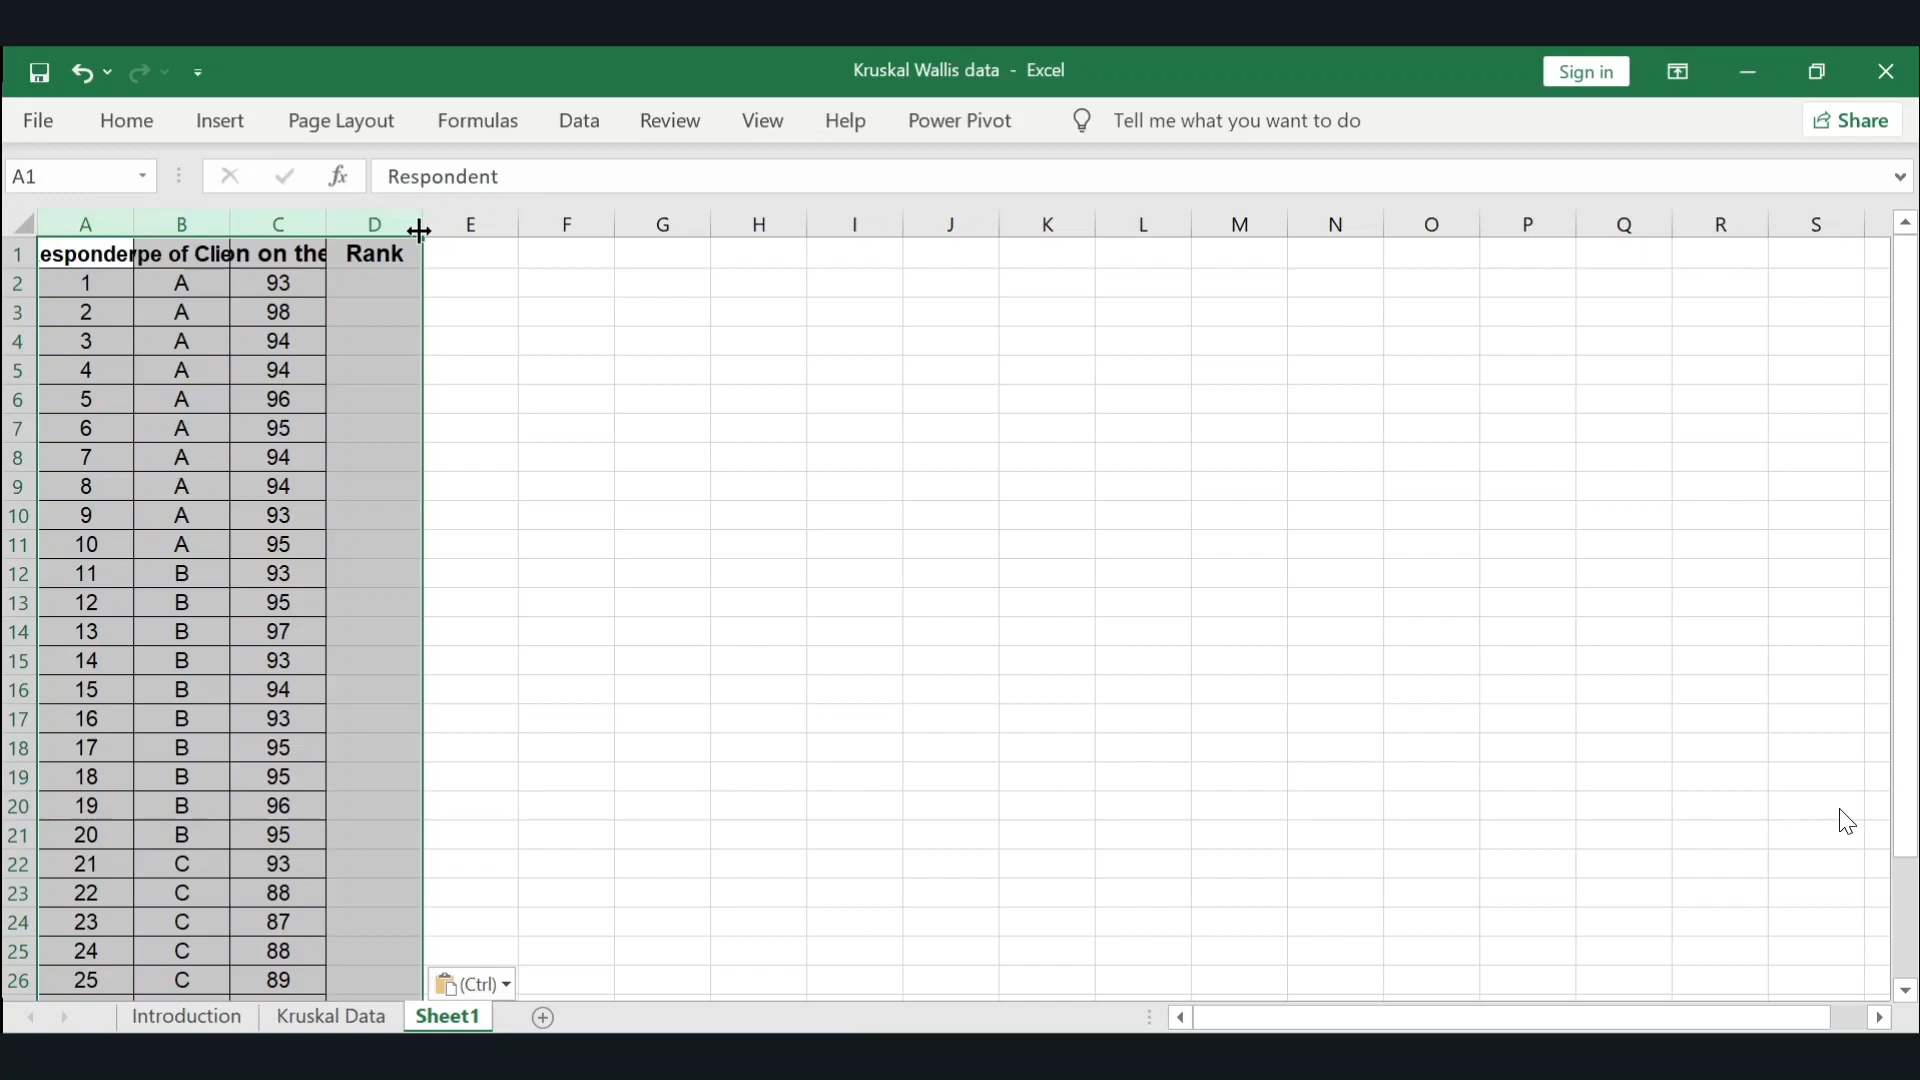 Kruskal Wallis data - Excel
Sign in
File Home Insert Page Layout Formulas Data Review View Help Power Pivot Tell me what you want to do Share
A1 fx Respondent
A B C D E F G H I J K L M N O P Q R S
1 esponder pe of Clie n on the Rank
2 1 A 93
3 2 A 98
4 3 A 94
5 4 A 94
6 5 A 96
7 6 A 95
8 7 A 94
9 8 A 94
10 9 A 93
11 10 A 95
12 11 B 93
13 12 B 95
14 13 B 97
15 14 B 93
16 15 B 94
17 16 B 93
18 17 B 95
19 18 B 95
20 19 B 96
21 20 B 95
22 21 C 93
23 22 C 88
24 23 C 87
25 24 C 88
26 25 C 89
(Ctrl)
Introduction Kruskal Data Sheet1